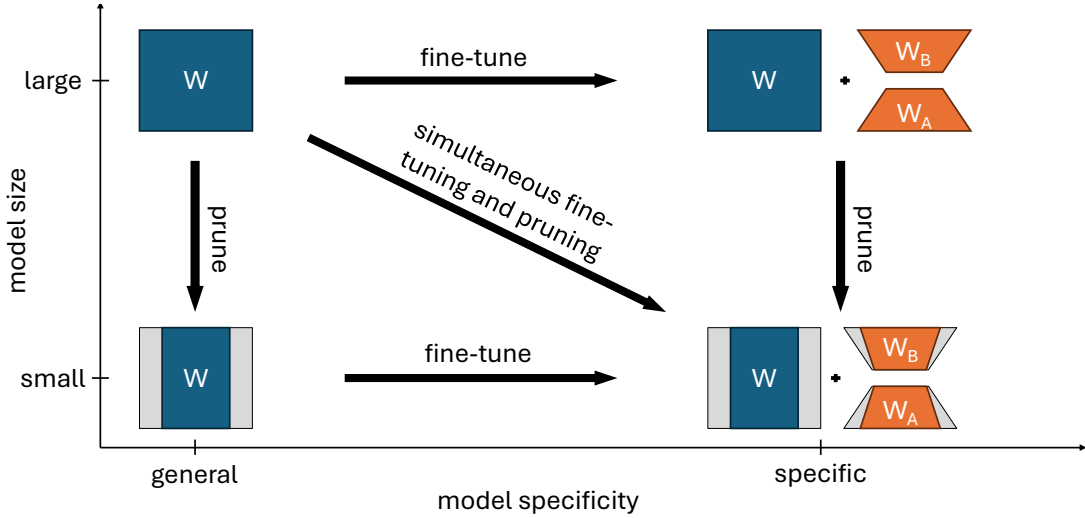 large
W
fine-tune
W
+
W_B
W_A
simultaneous fine-
tuning and pruning
prune
prune
model size
small
W
fine-tune
W
+
W_B
W_A
general
specific
model specificity